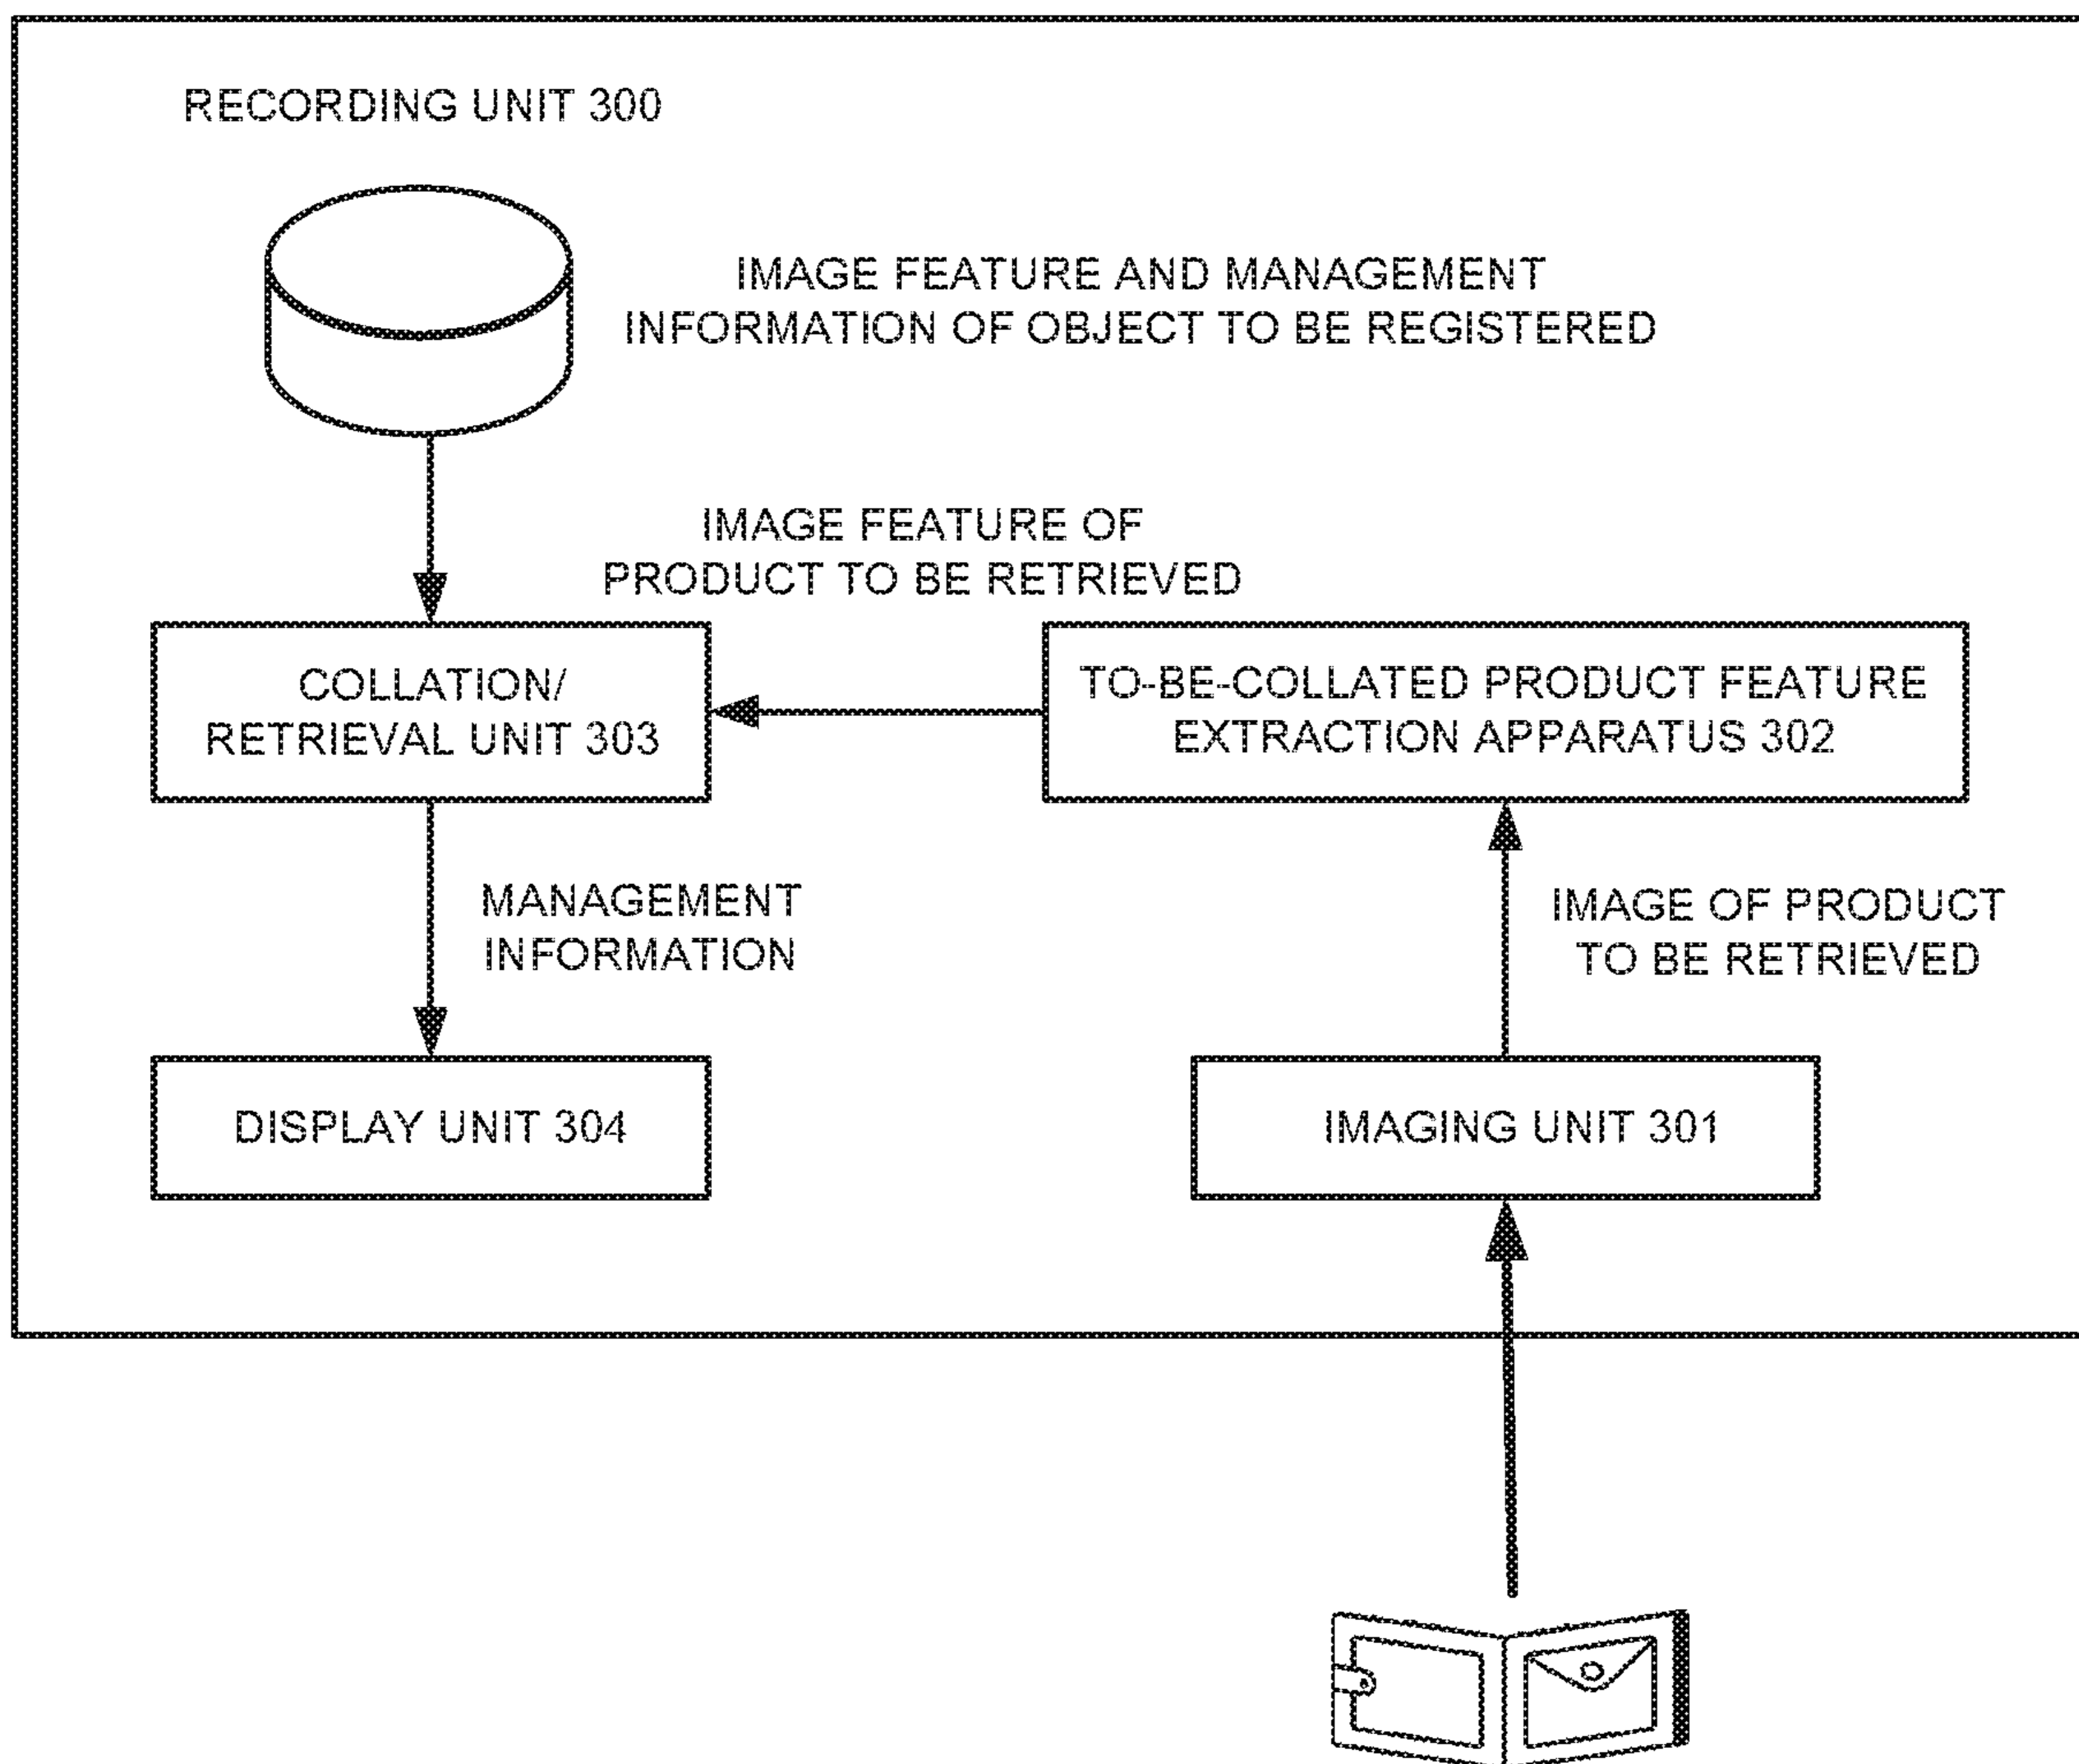 RECORDING UNIT 300
IMAGE FEATURE AND MANAGEMENT
INFORMATION OF OBJECT TO BE REGISTERED
IMAGE FEATURE OF
PRODUCT TO BE RETRIEVED
COLLATION/
RETRIEVAL UNIT 303
TO-BE-COLLATED PRODUCT FEATURE
EXTRACTION APPARATUS 302
MANAGEMENT
INFORMATION
IMAGE OF PRODUCT
TO BE RETRIEVED
DISPLAY UNIT 304
IMAGING UNIT 301